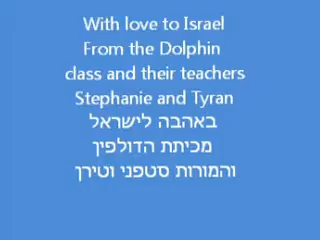 With love to Israel
From the Dolphin
class and their teachers
Stephanie and Tyran
באהבה לישראל
מכיתת הדולפין
והמורות סטפני וטירן